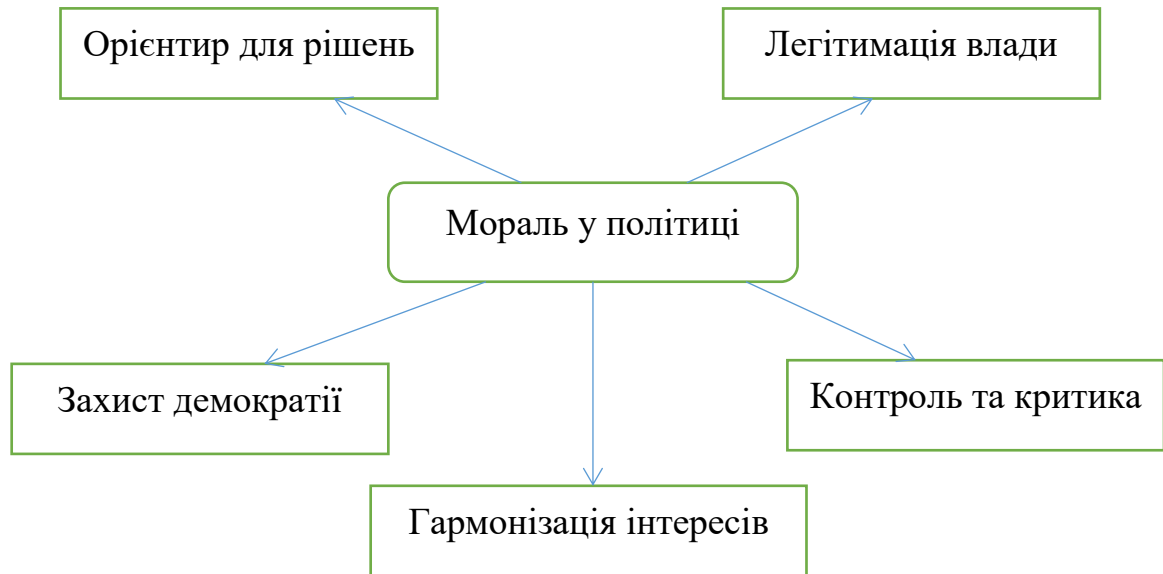 Орієнтир для рішень
Легітимація влади
Мораль у політиці
Захист демократії
Контроль та критика
Гармонізація інтересів